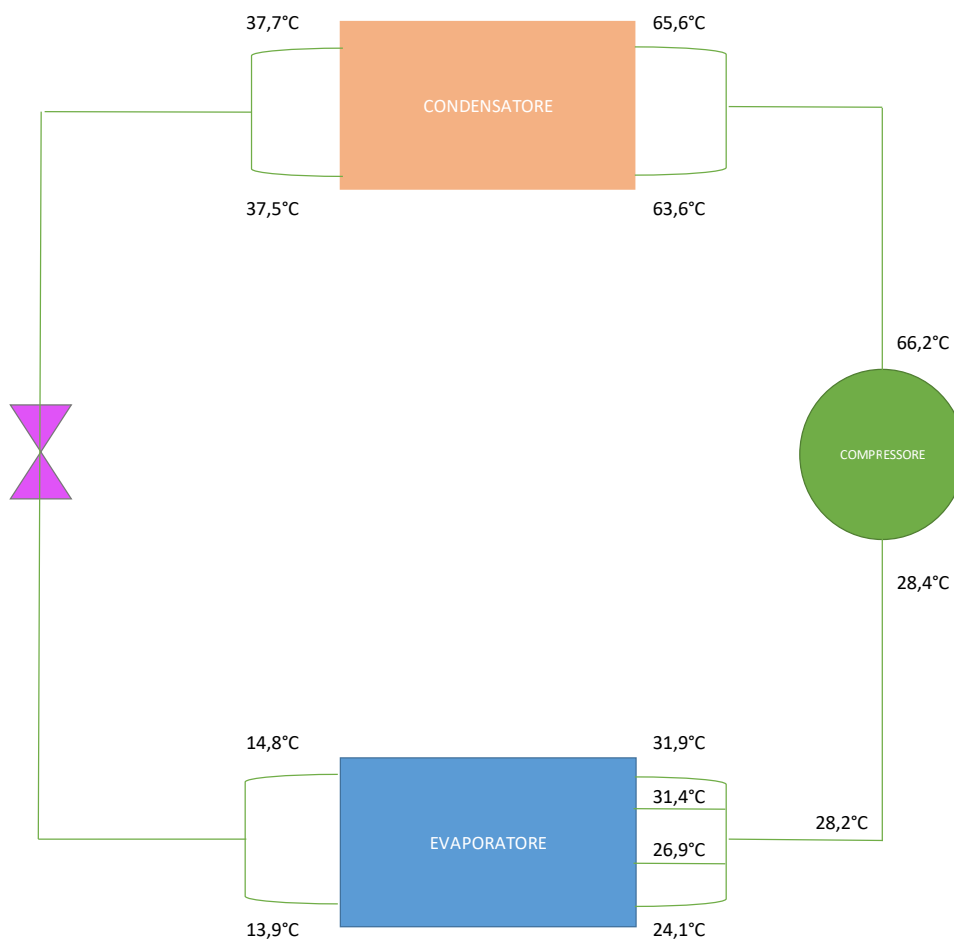 37,7°C
65,6°C
CONDENSATORE
37,5°C
63,6°C
66,2°C
COMPRESSORE
28,4°C
14,8°C
31,9°C
31,4°C
28,2°C
EVAPORATORE
26,9°C
13,9°C
24,1°C